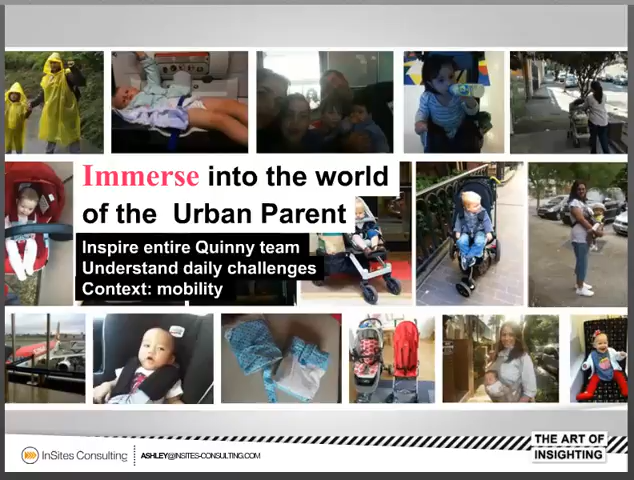 Immerse into the world
of the Urban Parent
Inspire entire Quinny team
Understand daily challenges
Context: mobility
InSites Consulting
ASHLEY@INSITES-CONSULTING.COM
THE ART OF
INSIGHTING